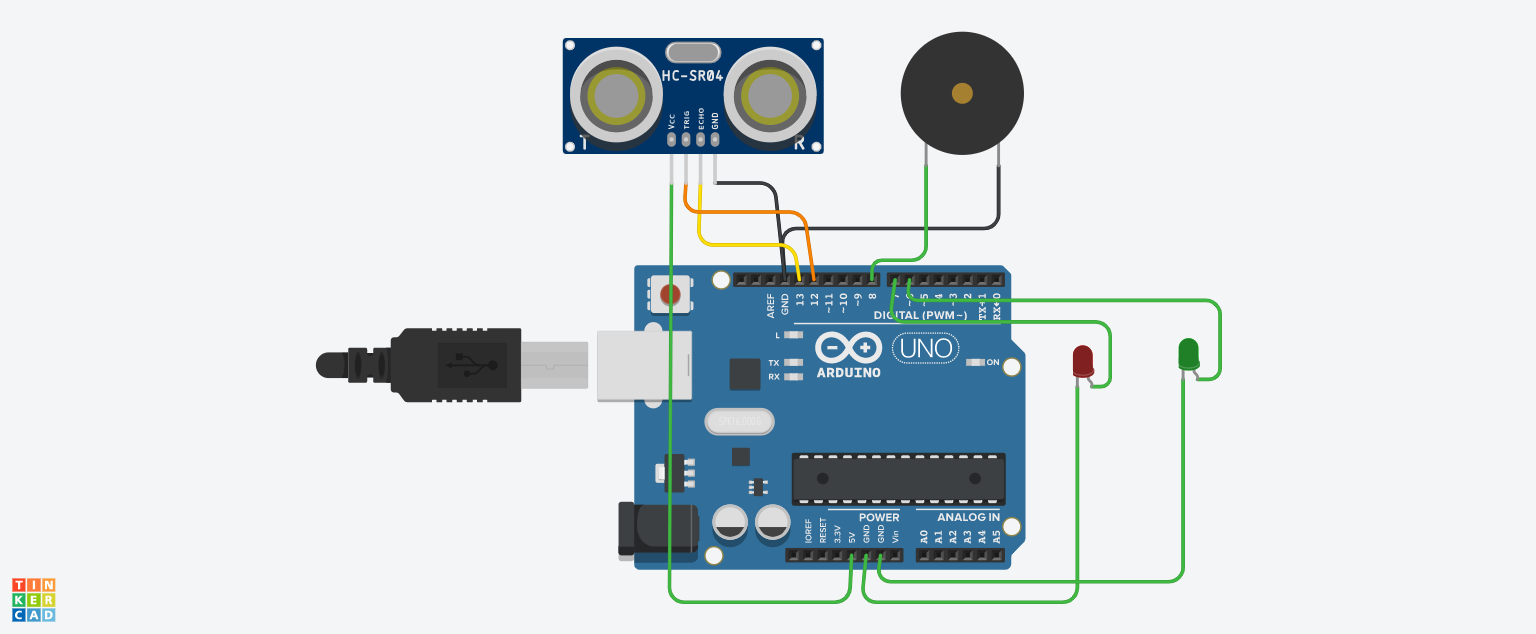 HC-SR04
Vcc
TRIG
ECHO
GND
T
R
AREF
GND
13
12
~11
~10
~9
8
7
~6
~5
4
~3
2
TX→1
RX←0
DIGITAL (PWM~)
L
TX
RX
ARDUINO
UNO
ON
POWER
ANALOG IN
IOREF
RESET
3.3V
5V
GND
GND
Vin
A0
A1
A2
A3
A4
A5
TIN
KER
CAD